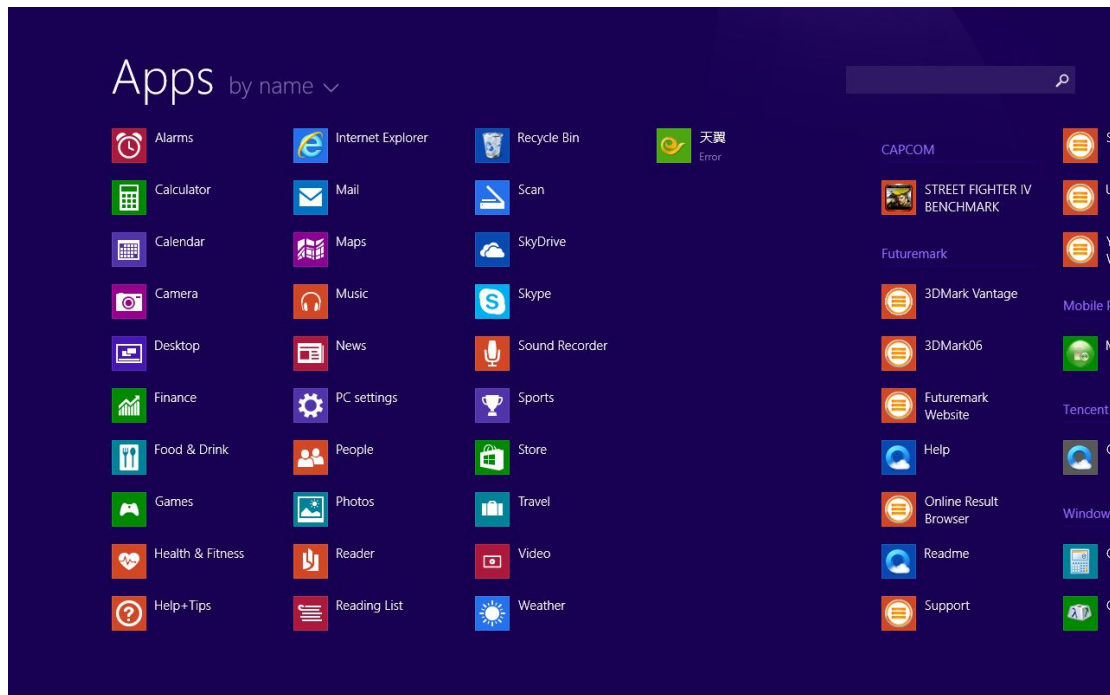 Apps by name
Alarms
Calculator
Calendar
Camera
Desktop
Finance
Food & Drink
Games
Health & Fitness
Help+Tips
Internet Explorer
Mail
Maps
Music
News
PC settings
People
Photos
Reader
Reading List
Recycle Bin
Scan
SkyDrive
Skype
Sound Recorder
Sports
Store
Travel
Video
Weather
天翼
Error
CAPCOM
STREET FIGHTER IV
BENCHMARK
Futuremark
3DMark Vantage
3DMark06
Futuremark
Website
Help
Online Result
Browser
Readme
Support
Mobile
Tencent
Window